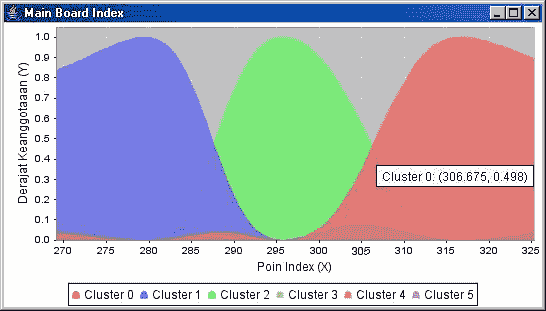 Main Board Index
1.0
0.9
0.8
0.7
0.6
0.5
0.4
0.3
0.2
0.1
0.0
Derajat Keanggotaaan (Y)
Cluster 0: (306.675, 0.498)
270 275 280 285 290 295 300 305 310 315 320 325
Poin Index (X)
Cluster 0 Cluster 1 Cluster 2 Cluster 3 Cluster 4 Cluster 5